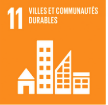 11 VILLES ET COMMUNAUTÉS
DURABLES